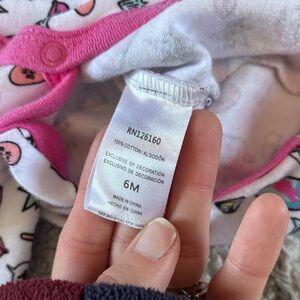 RN126160
100% COTTON/ALGODÓN
EXCLUSIVE OF DECORATION
EXCLUSIVO DE DECORACIÓN
6M
MADE IN CHINA
HECHO EN CHINA